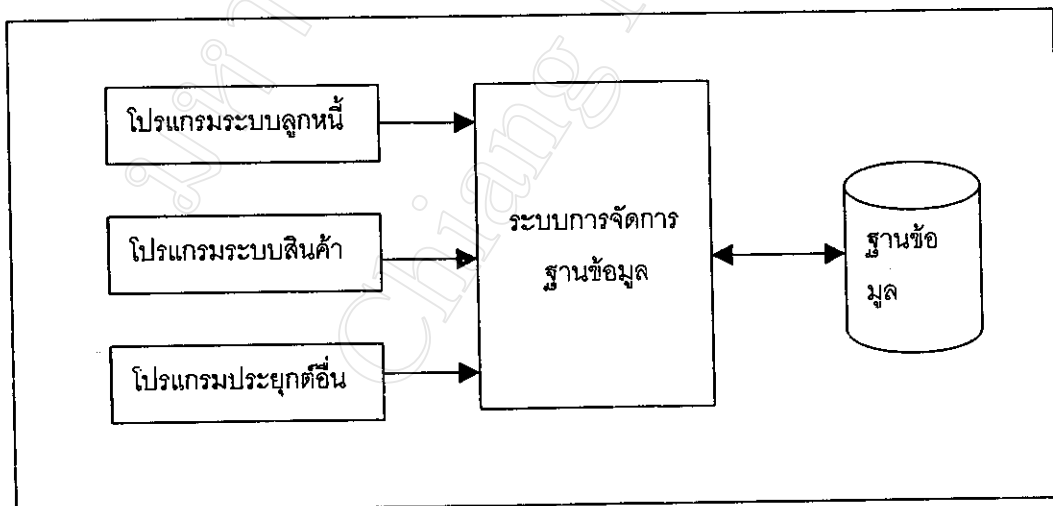 โปรแกรมระบบลูกหนี้
โปรแกรมระบบสินค้า
โปรแกรมประยุกต์อื่น
ระบบการจัดการ
ฐานข้อมูล
ฐานข้อ
มูล
Chiang